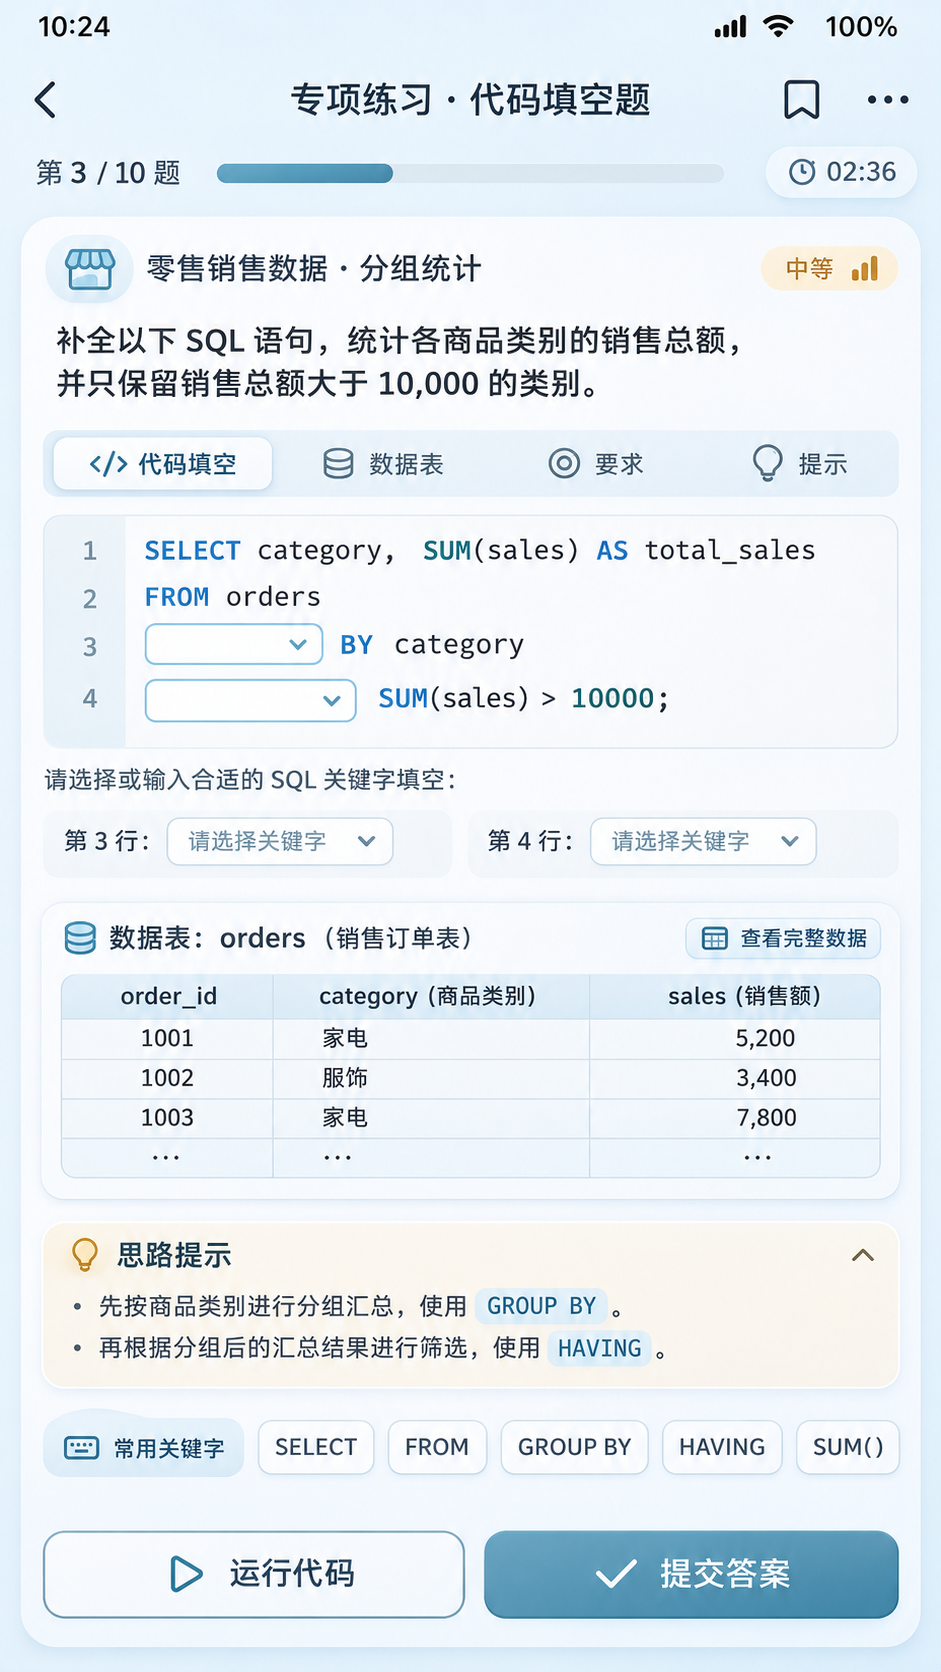 10:24 100%
专项练习 · 代码填空题
第 3 / 10 题 02:36
零售销售数据 · 分组统计 中等
补全以下 SQL 语句，统计各商品类别的销售总额，
并只保留销售总额大于 10,000 的类别。
</> 代码填空 数据表 要求 提示
1 SELECT category, SUM(sales) AS total_sales
2 FROM orders
3 BY category
4 SUM(sales) > 10000;
请选择或输入合适的 SQL 关键字填空：
第 3 行： 请选择关键字 第 4 行： 请选择关键字
数据表：orders （销售订单表） 查看完整数据
order_id category (商品类别) sales (销售额)
1001 家电 5,200
1002 服饰 3,400
1003 家电 7,800
... ... ...
思路提示
• 先按商品类别进行分组汇总，使用 GROUP BY 。
• 再根据分组后的汇总结果进行筛选，使用 HAVING 。
常用关键字 SELECT FROM GROUP BY HAVING SUM()
运行代码 提交答案